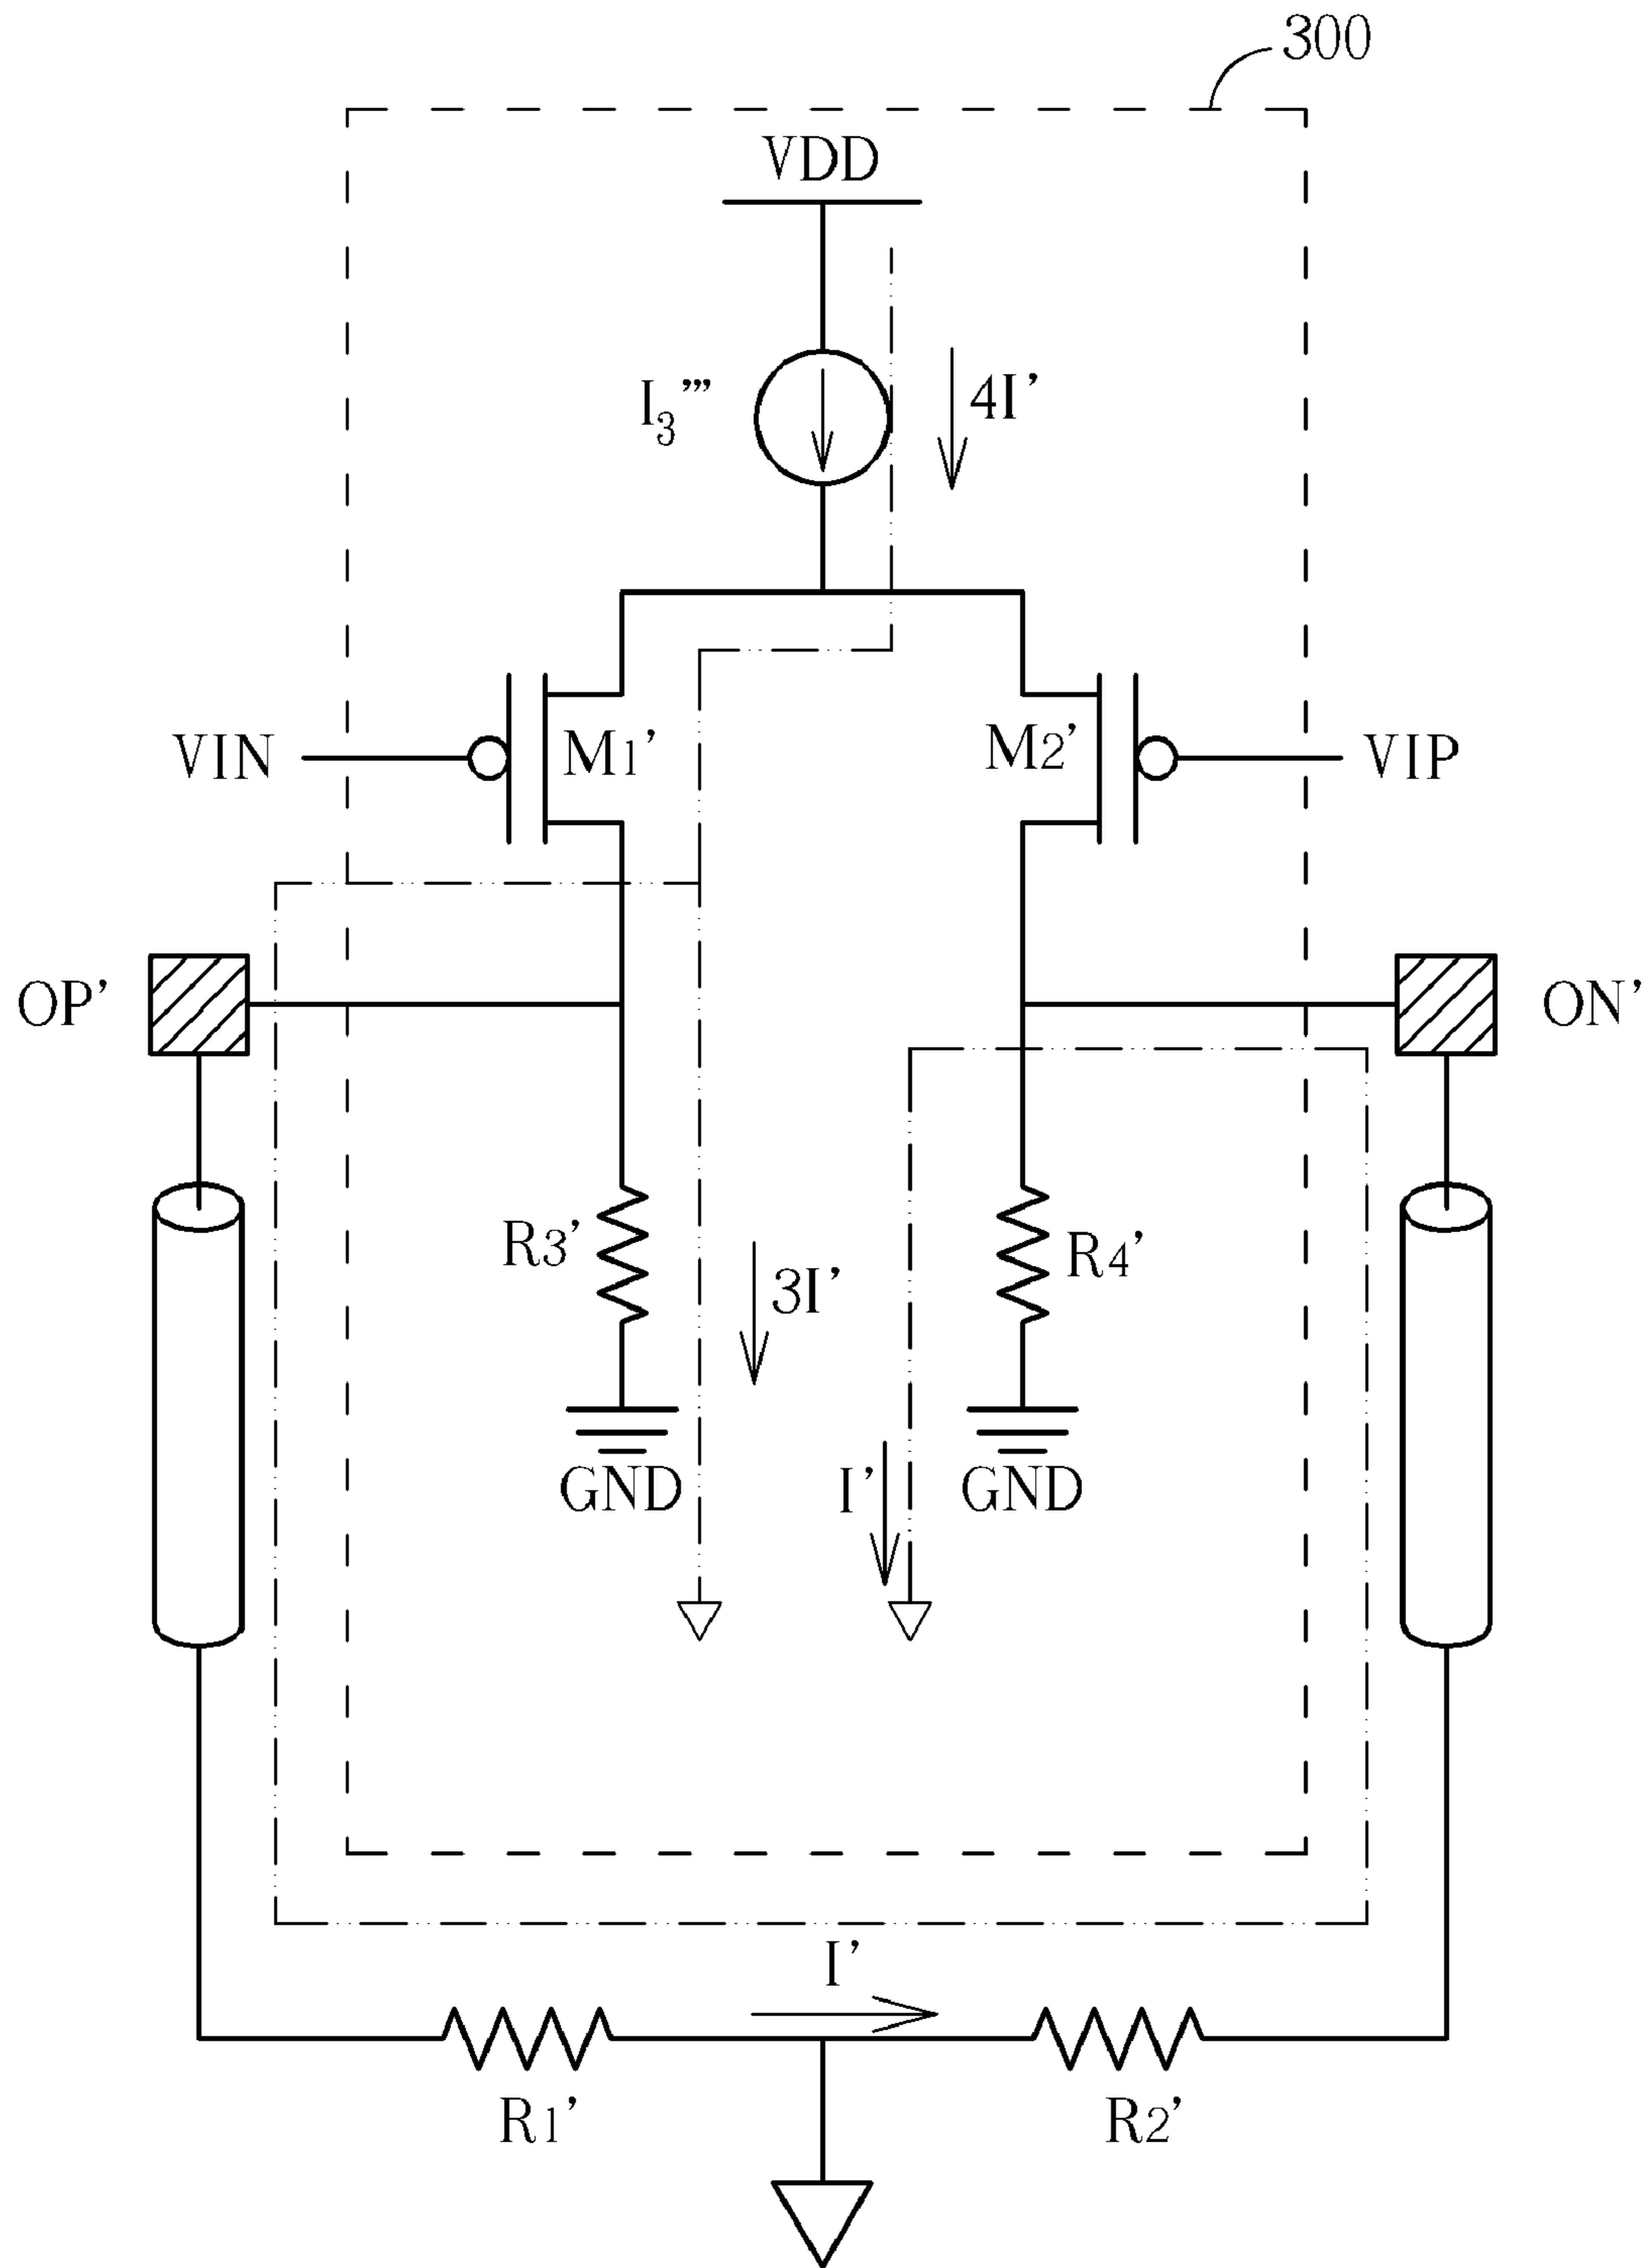 300
VDD
I3''' 4I'
VIN M1' M2' VIP
OP' ON'
R3' R4'
3I'
GND I' GND
I'
R1' R2'